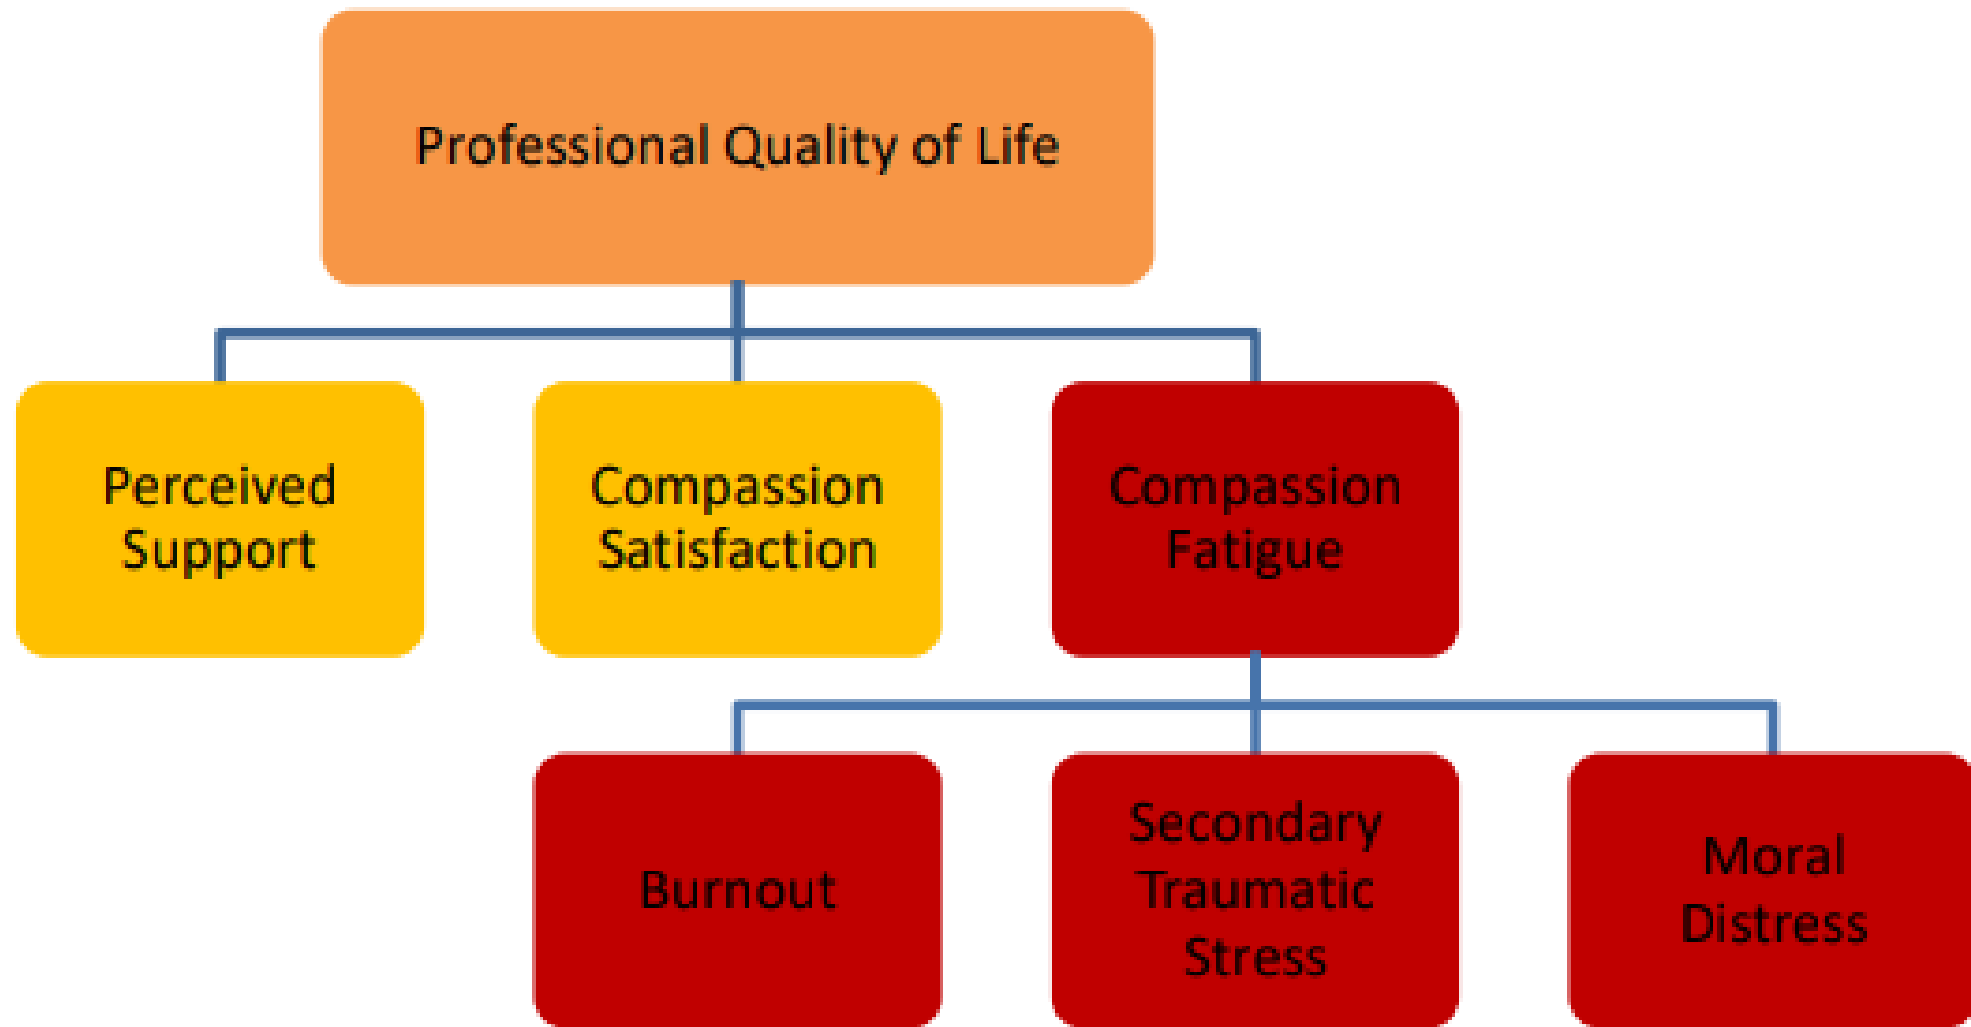 Professional Quality of Life
Perceived
Support
Compassion
Satisfaction
Compassion
Fatigue
Burnout
Secondary
Traumatic
Stress
Moral
Distress